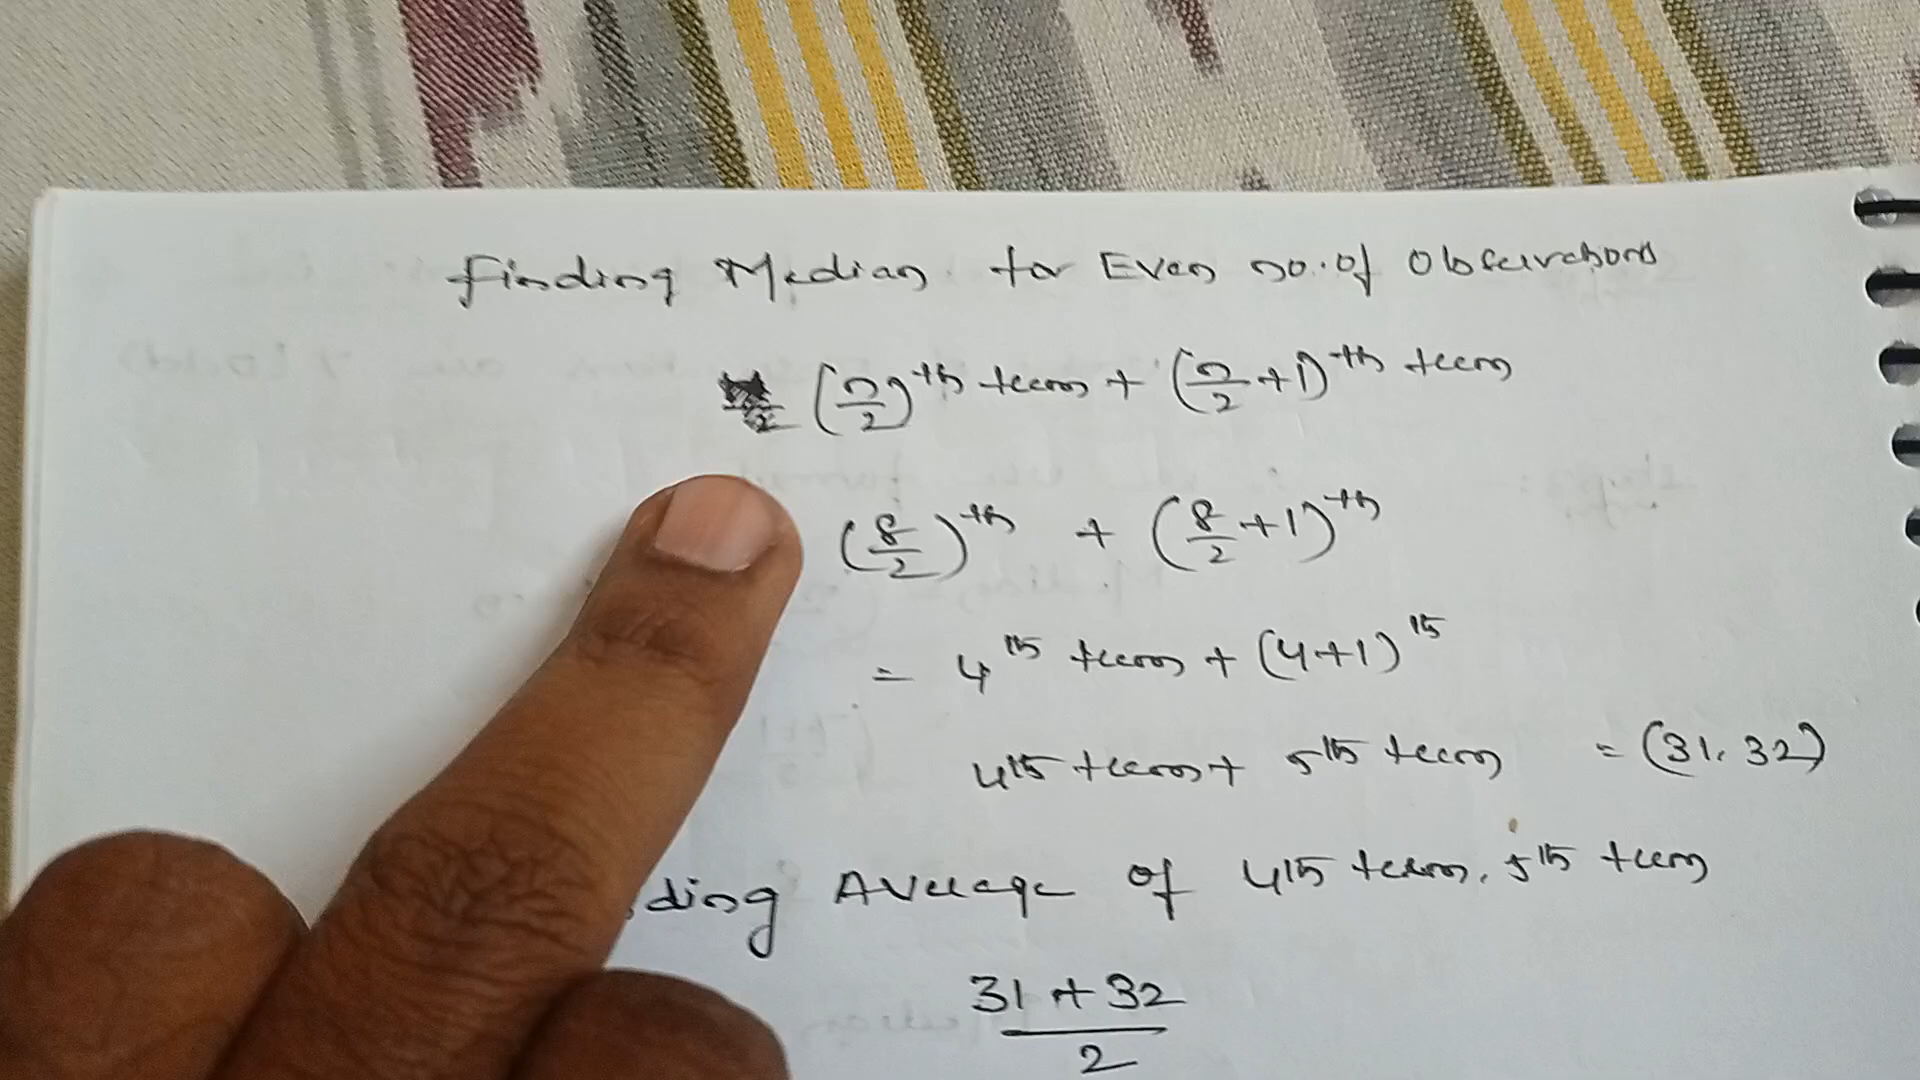 Finding Median for Even no. of Observations
(n/2)th term + (n/2 + 1)th term
(8/2)th + (8/2 + 1)th
= 4th term + (4+1)th
4th term + 5th term = (31, 32)
ding Average of 4th term, 5th term
31 + 32
2